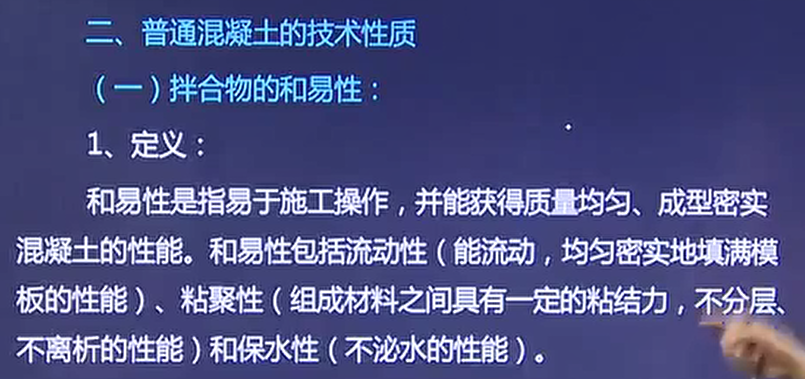 二、普通混凝土的技术性质
（一）拌合物的和易性：
1、定义：
和易性是指易于施工操作，并能获得质量均匀、成型密实
混凝土的性能。和易性包括流动性（能流动，均匀密实地填满模
板的性能）、粘聚性（组成材料之间具有一定的粘结力，不分层、
不离析的性能）和保水性（不泌水的性能）。